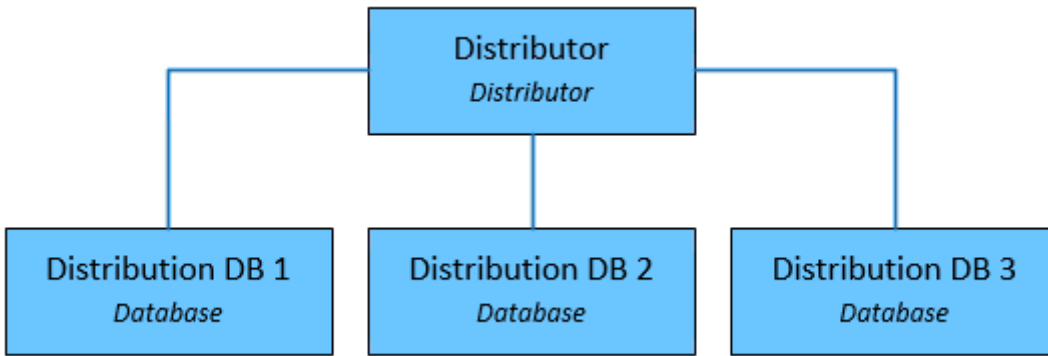 Distributor
Distributor
Distribution DB 1
Database
Distribution DB 2
Database
Distribution DB 3
Database